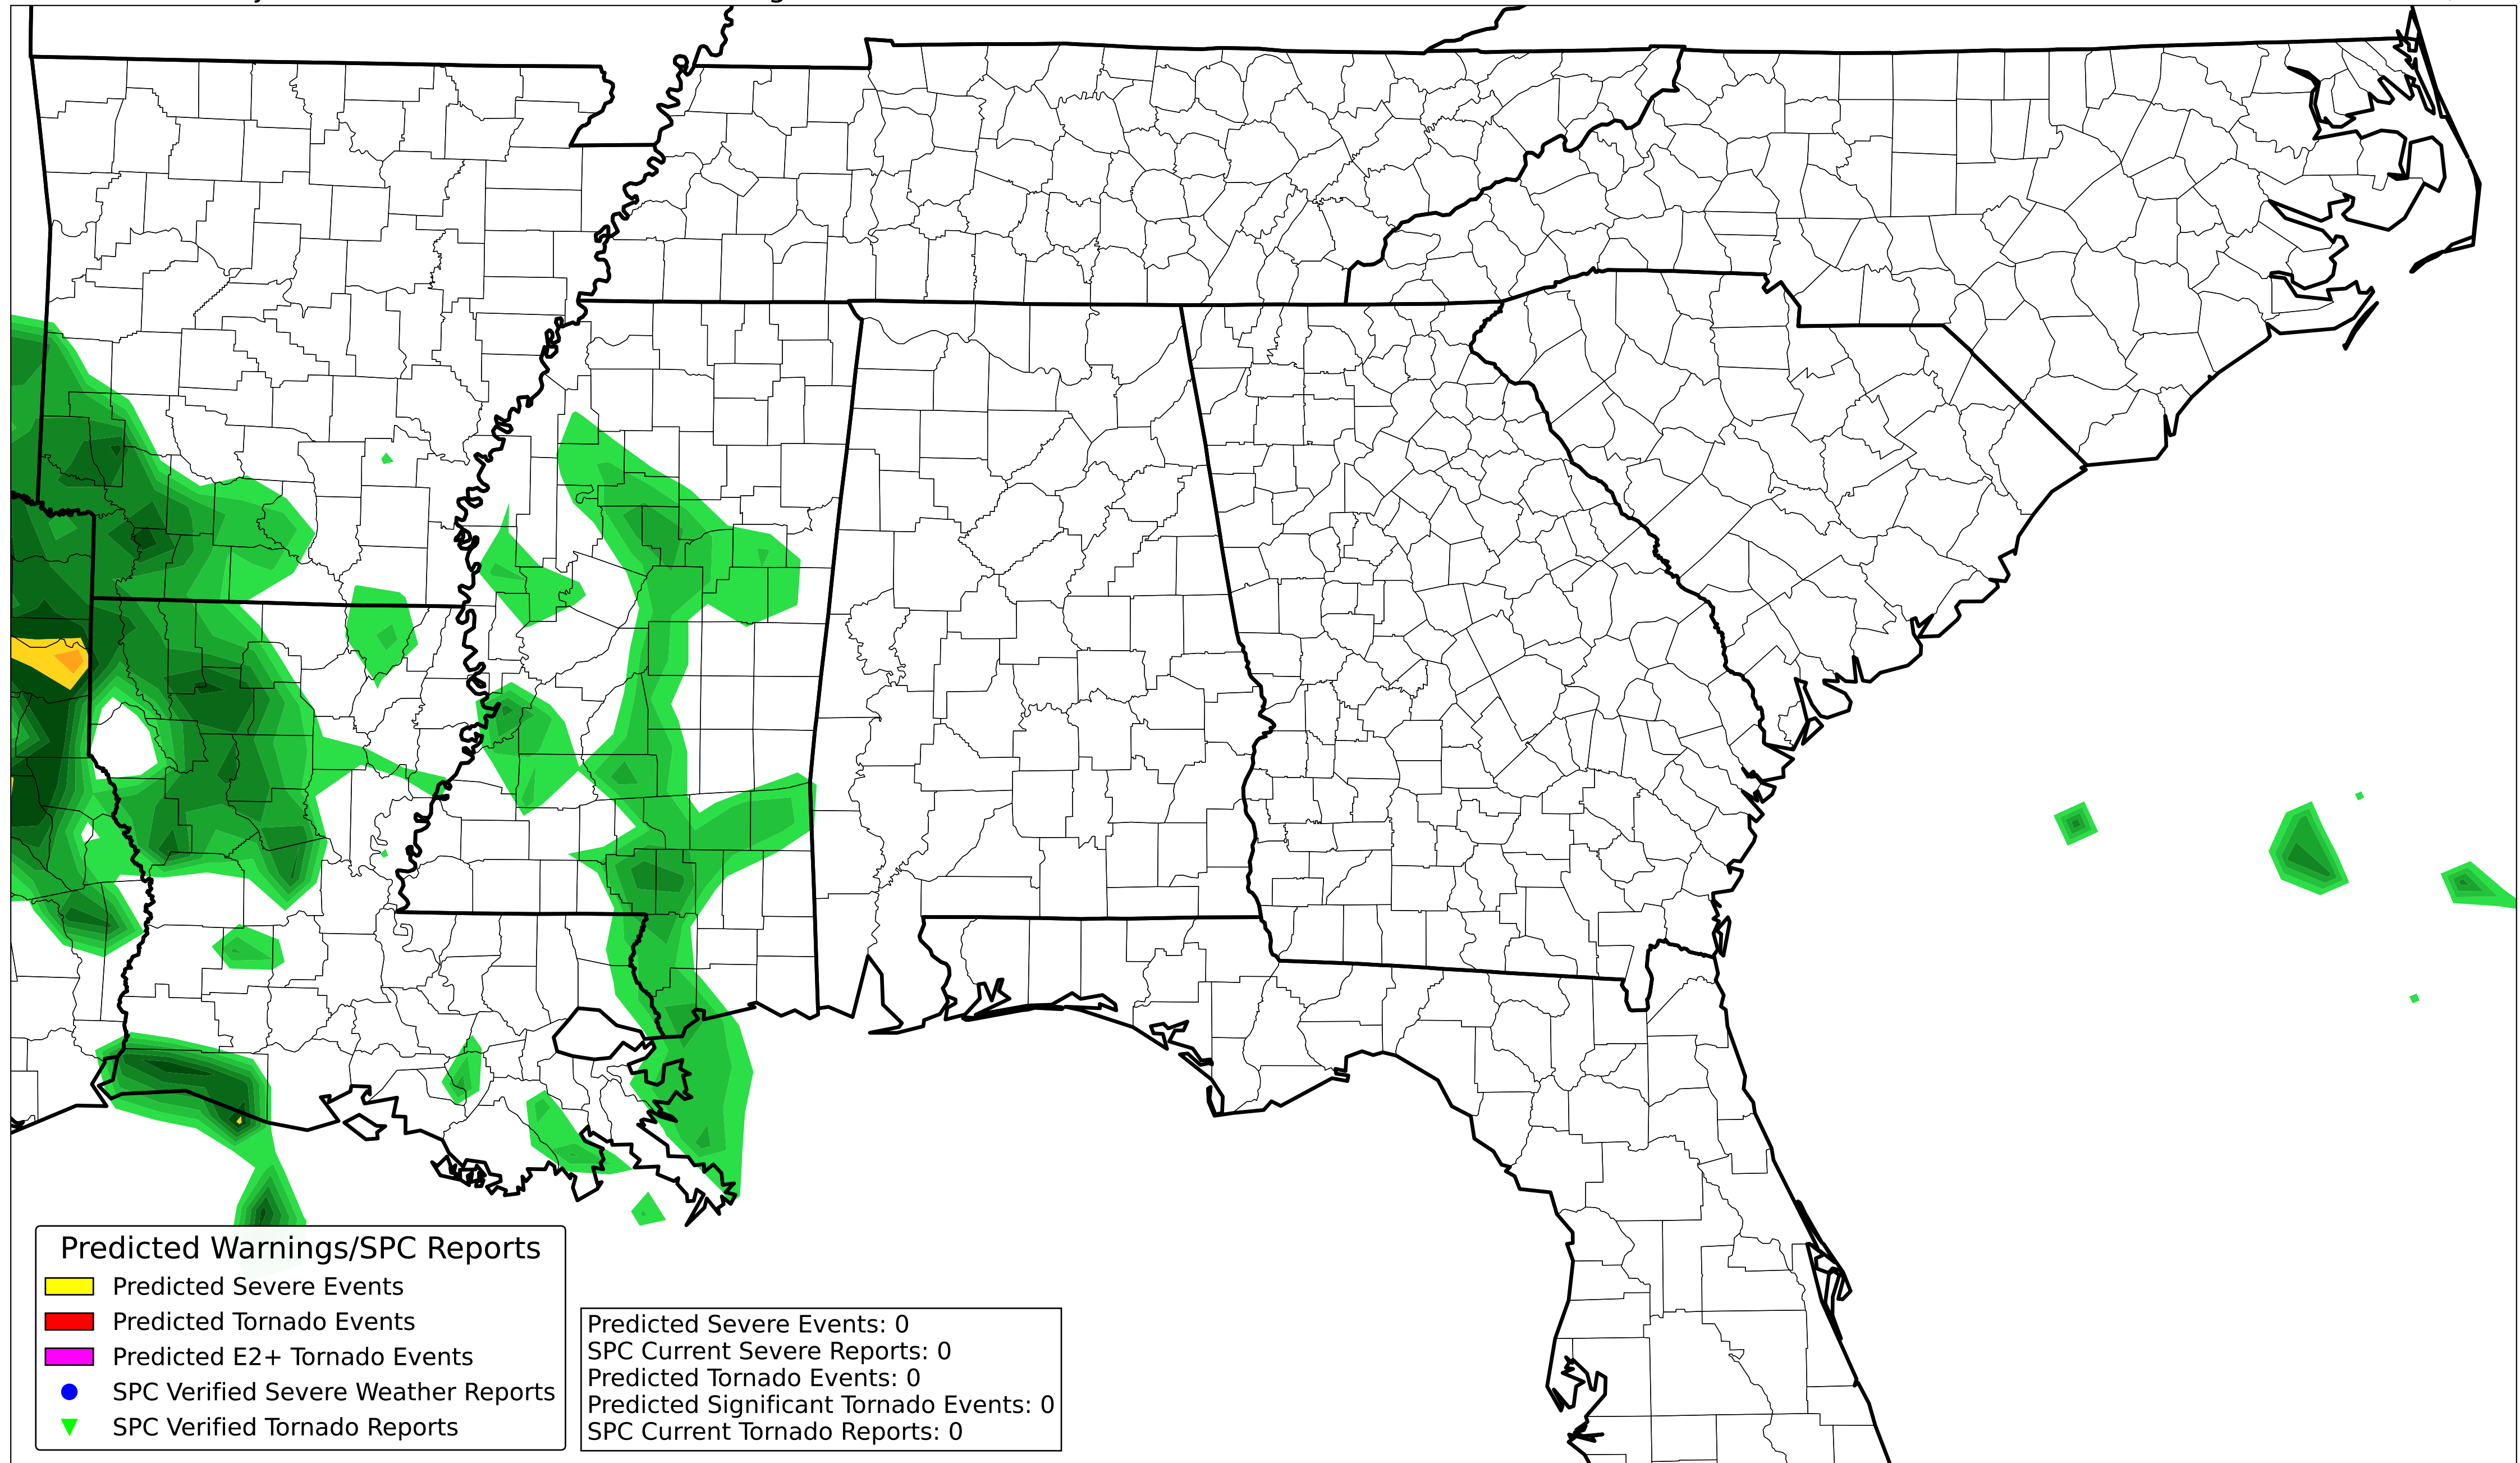 Predicted Warnings/SPC Reports
Predicted Severe Events
Predicted Tornado Events
Predicted E2+ Tornado Events
SPC Verified Severe Weather Reports
SPC Verified Tornado Reports
Predicted Severe Events: 0
SPC Current Severe Reports: 0
Predicted Tornado Events: 0
Predicted Significant Tornado Events: 0
SPC Current Tornado Reports: 0